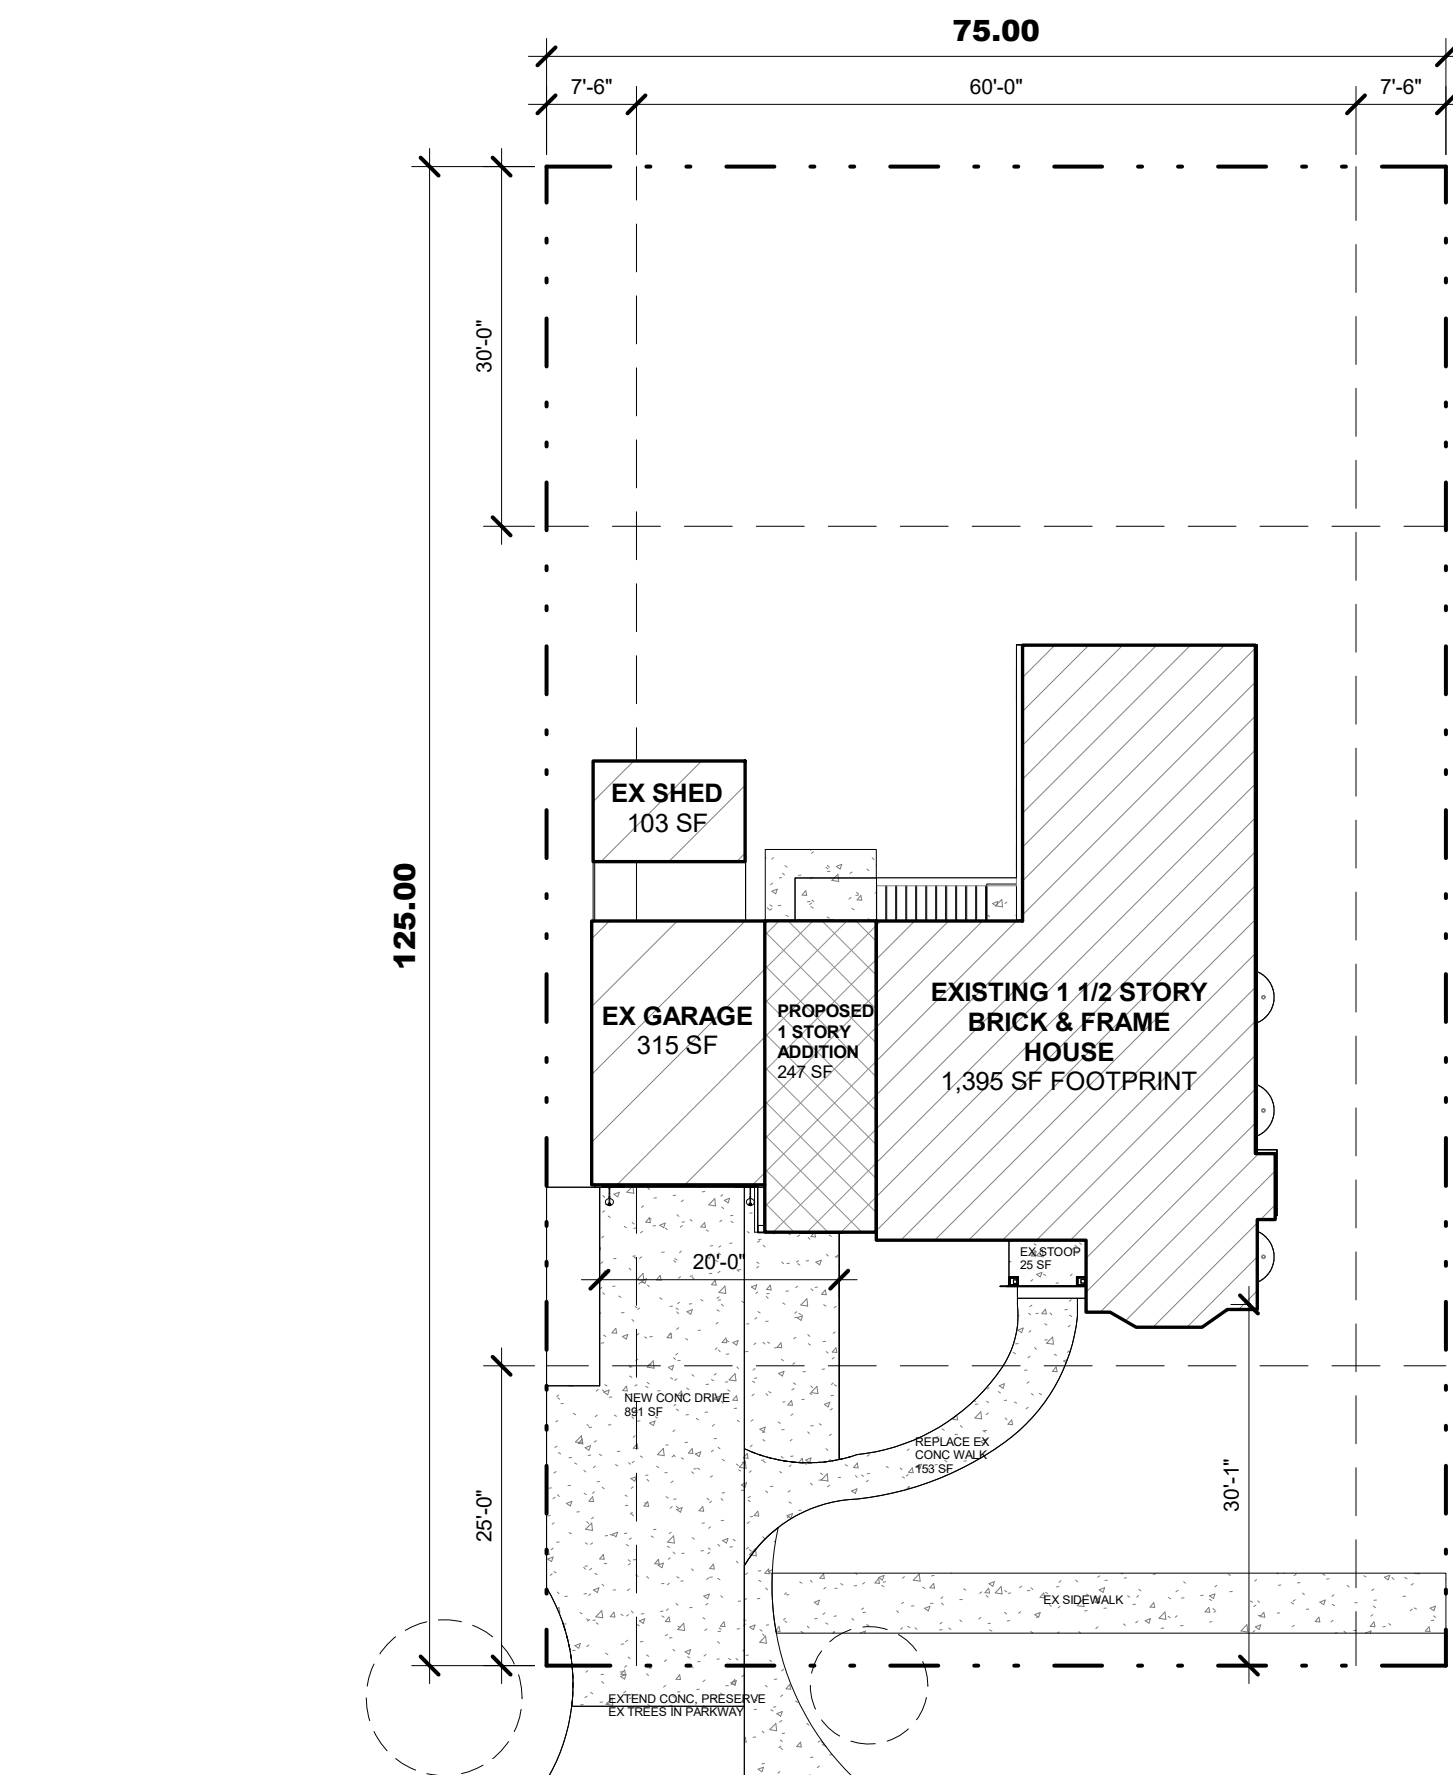 75.00
7'-6"
60'-0"
7'-6"
30'-0"
125.00
EX SHED
103 SF
EX GARAGE
315 SF
PROPOSED
1 STORY
ADDITION
247 SF
EXISTING 1 1/2 STORY
BRICK & FRAME
HOUSE
1,395 SF FOOTPRINT
EX STOOP
25 SF
20'-0"
NEW CONC DRIVE
891 SF
REPLACE EX
CONC WALK
153 SF
25'-0"
30'-1"
EX SIDEWALK
EXTEND CONC, PRESERVE
EX TREES IN PARKWAY